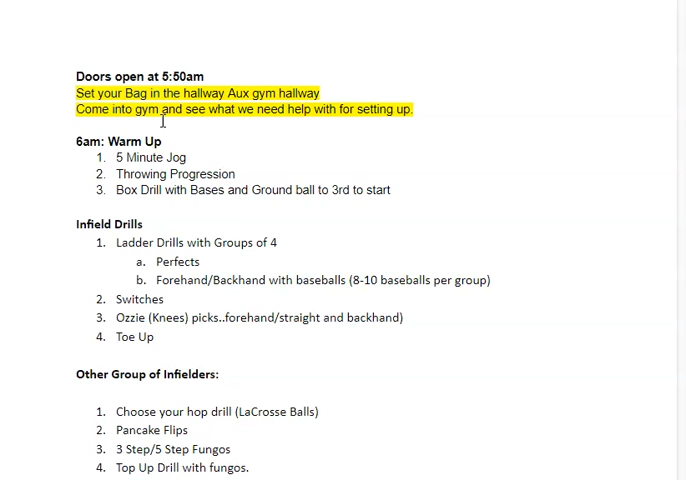 Doors open at 5:50am
Set your Bag in the hallway Aux gym hallway
Come into gym and see what we need help with for setting up.
6am: Warm Up
1. 5 Minute Jog
2. Throwing Progression
3. Box Drill with Bases and Ground ball to 3rd to start
Infield Drills
1. Ladder Drills with Groups of 4
a. Perfects
b. Forehand/Backhand with baseballs (8-10 baseballs per group)
2. Switches
3. Ozzie (Knees) picks..forehand/straight and backhand)
4. Toe Up
Other Group of Infielders:
1. Choose your hop drill (LaCrosse Balls)
2. Pancake Flips
3. 3 Step/5 Step Fungos
4. Top Up Drill with fungos.